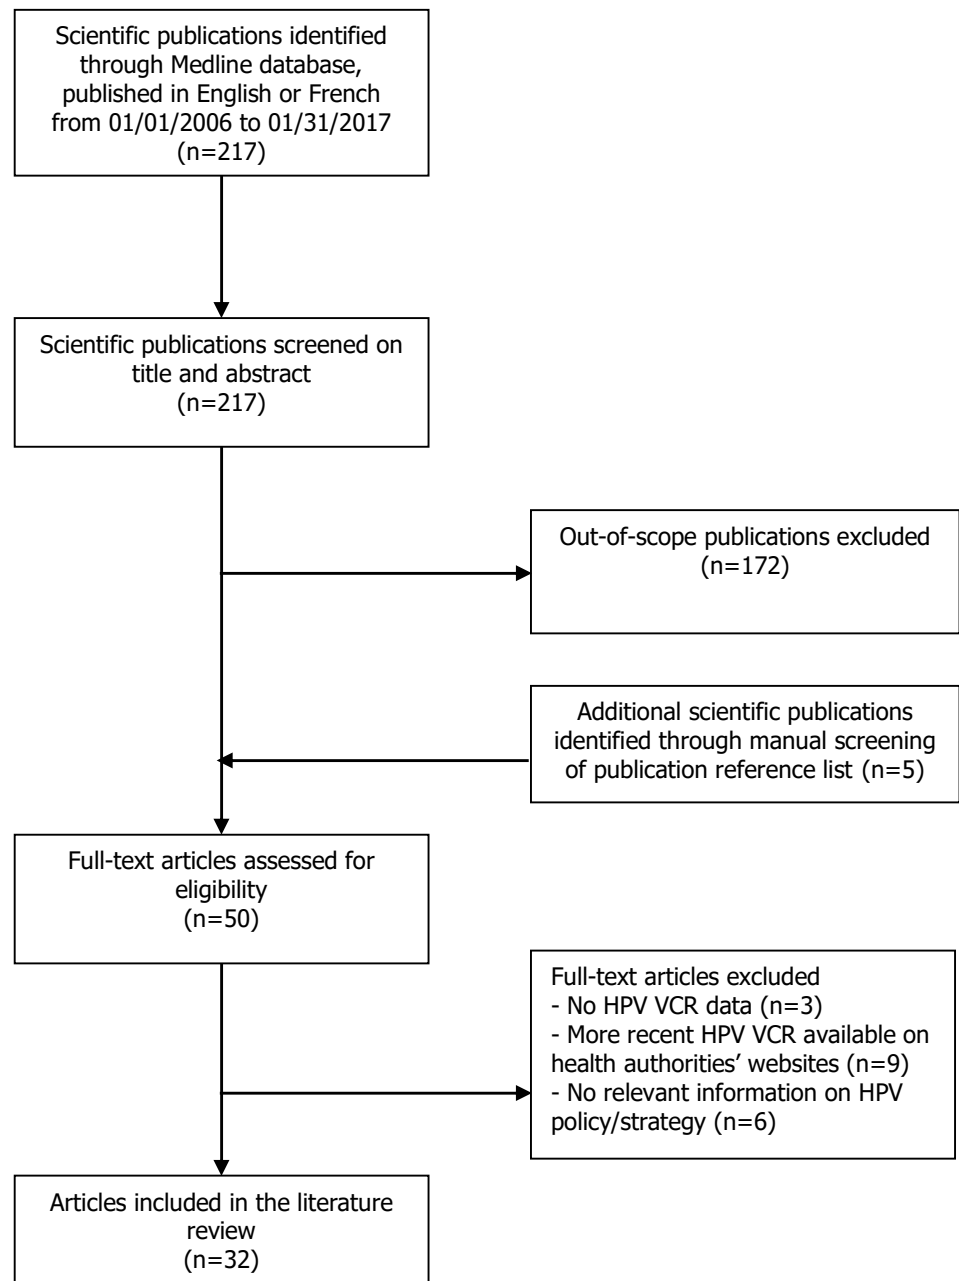 Scientific publications identified
through Medline database,
published in English or French
from 01/01/2006 to 01/31/2017
(n=217)
Scientific publications screened on
title and abstract
(n=217)
Out-of-scope publications excluded
(n=172)
Additional scientific publications
identified through manual screening
of publication reference list (n=5)
Full-text articles assessed for
eligibility
(n=50)
Full-text articles excluded
- No HPV VCR data (n=3)
- More recent HPV VCR available on
health authorities’ websites (n=9)
- No relevant information on HPV
policy/strategy (n=6)
Articles included in the literature
review
(n=32)